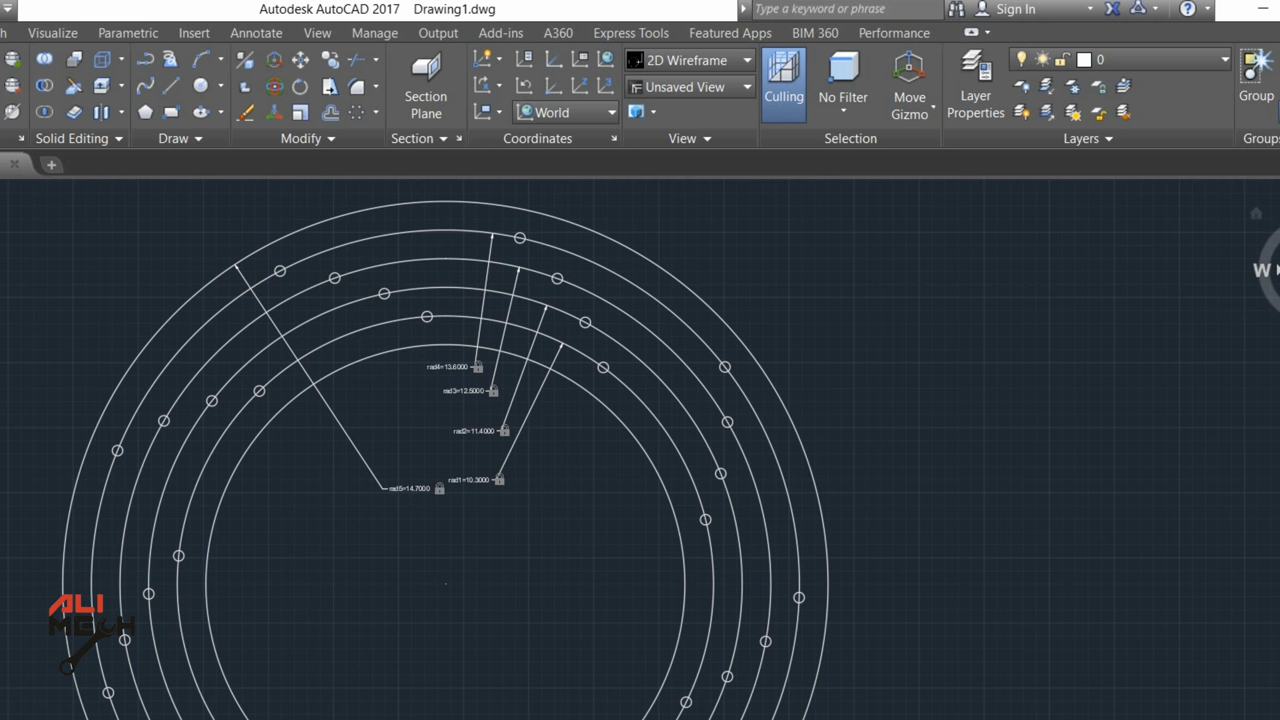 Autodesk AutoCAD 2017 Drawing1.dwg
Type a keyword or phrase
Sign In
Visualize Parametric Insert Annotate View Manage Output Add-ins A360 Express Tools Featured Apps BIM 360 Performance
2D Wireframe
0
Unsaved View
Section
Plane
World
Culling
No Filter
Move
Gizmo
Layer
Properties
Group
Solid Editing
Draw
Modify
Section
Coordinates
View
Selection
Layers
Groups
W
rad4=13.6000
rad3=12.5000
rad2=11.4000
rad1=10.3000
rad5=14.7000
ALI
MECH